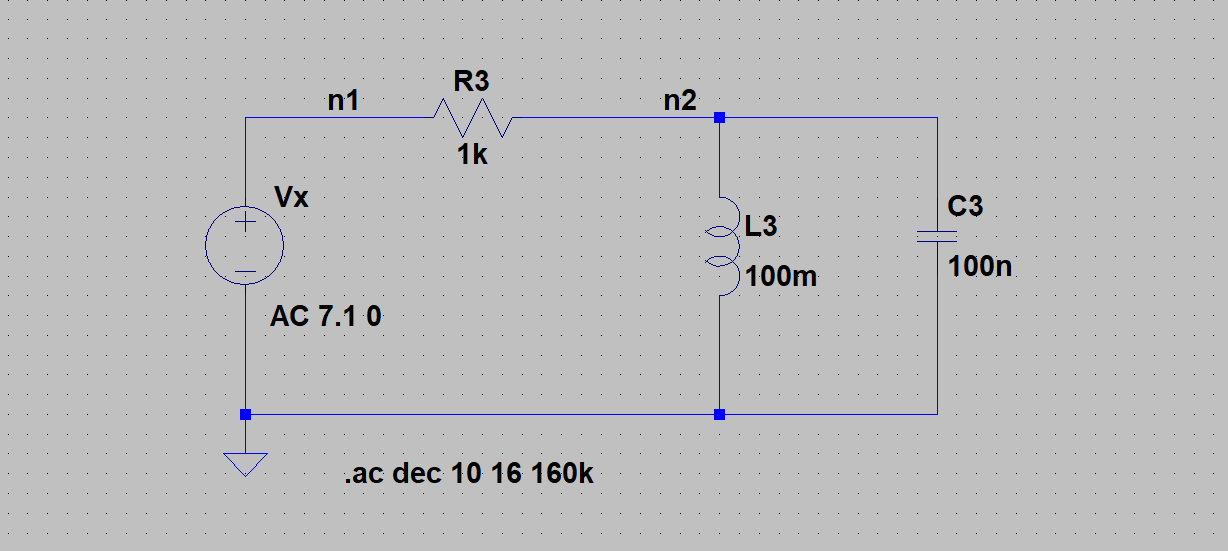 R3
n1
n2
1k
Vx
C3
L3
100n
100m
AC 7.1 0
.ac dec 10 16 160k